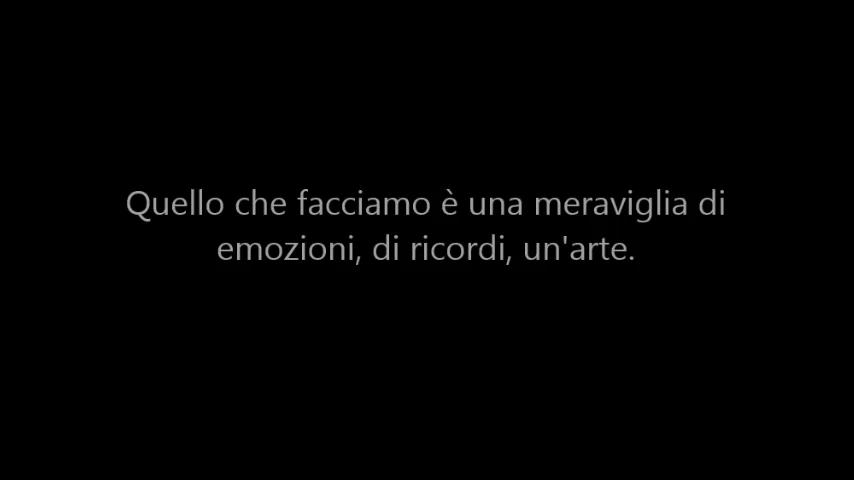 Quello che facciamo è una meraviglia di
emozioni, di ricordi, un'arte.